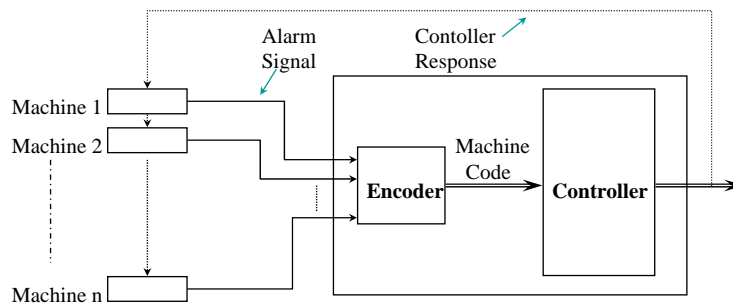 Alarm
Signal
Contoller
Response
Machine 1
Machine 2
Machine
Code
Encoder
Controller
Machine n